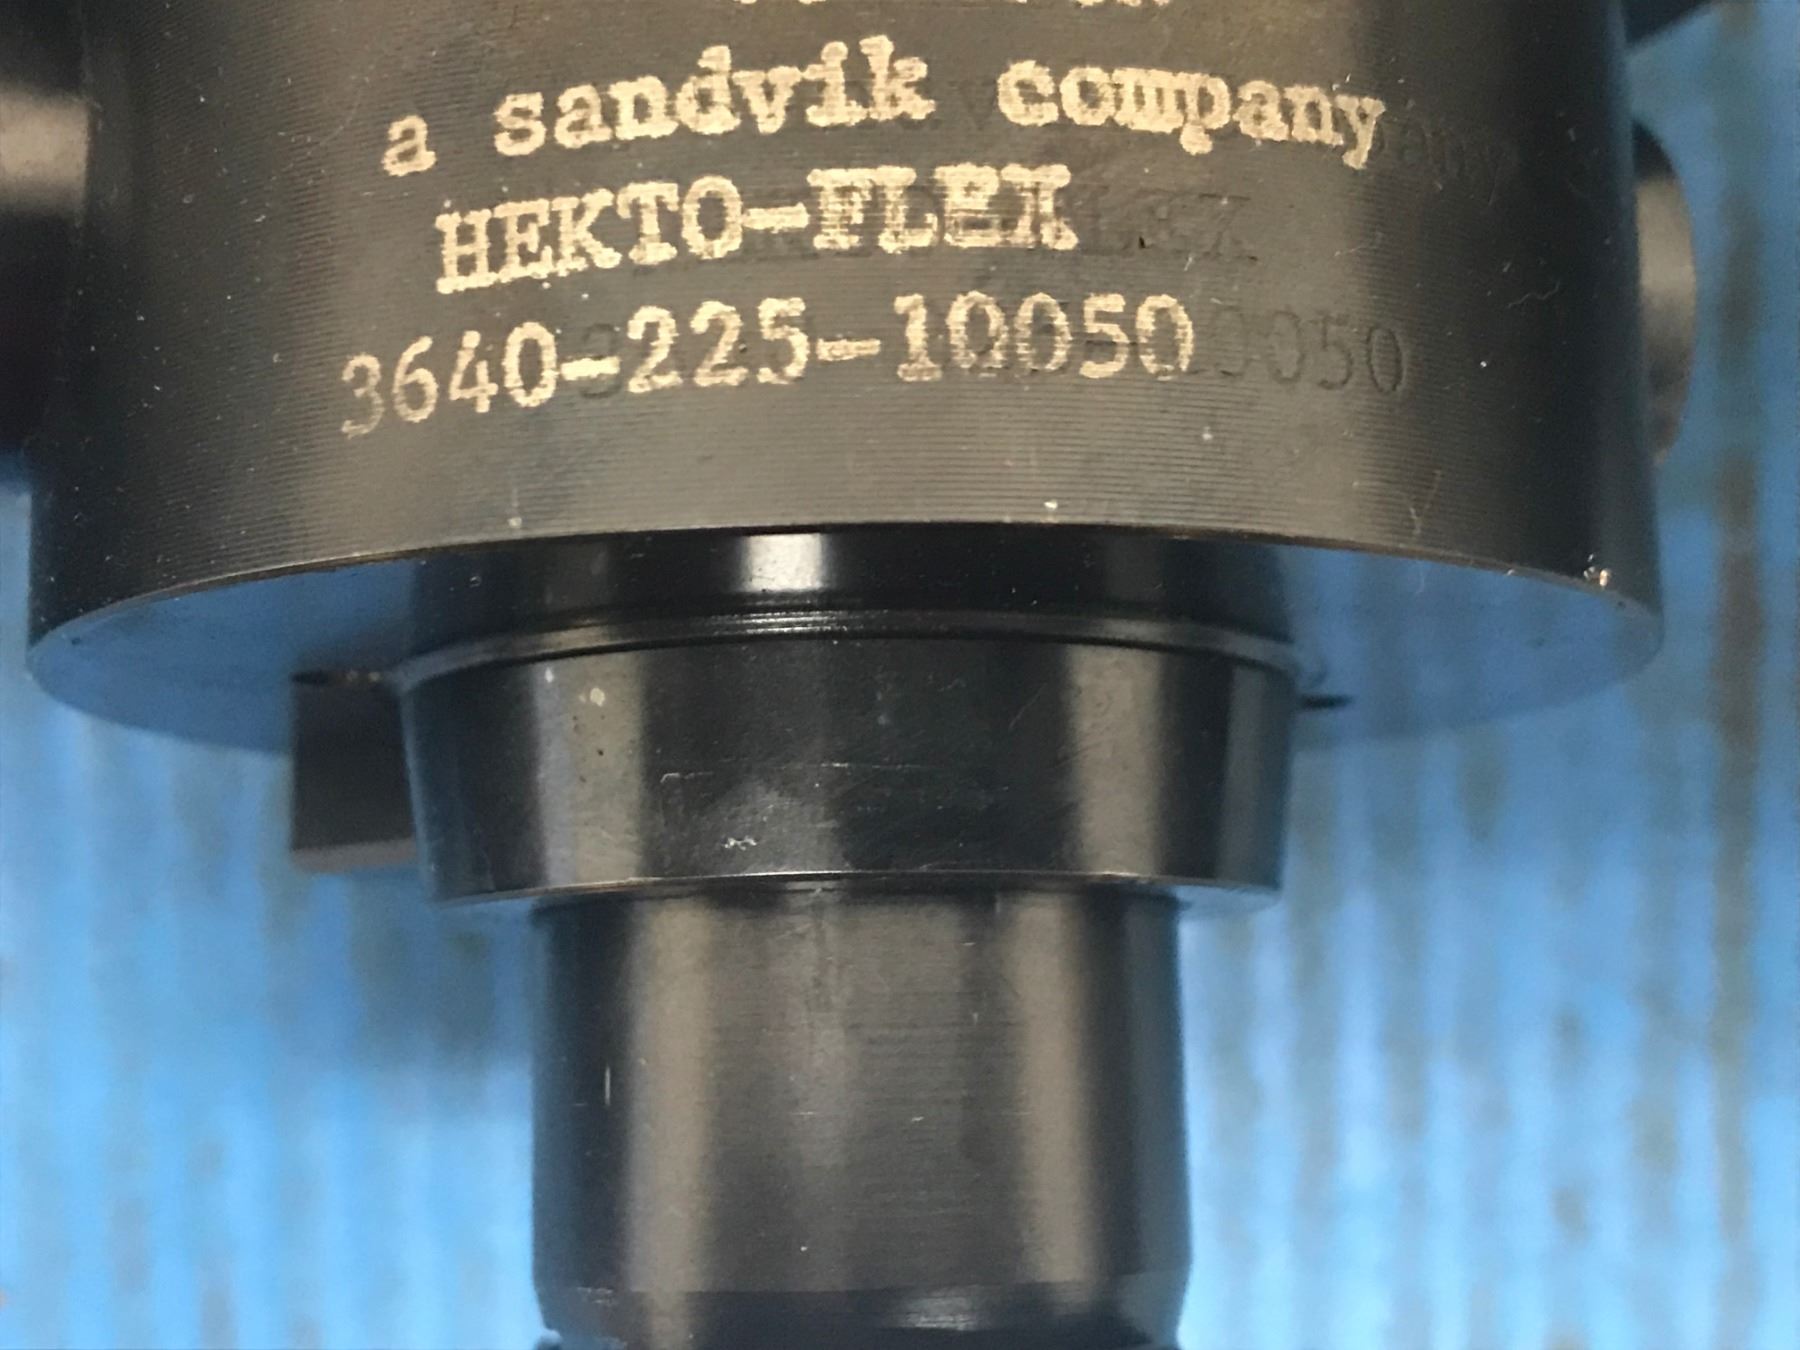 a sandvik company
HEKTO-FLEX
3640-225-10050